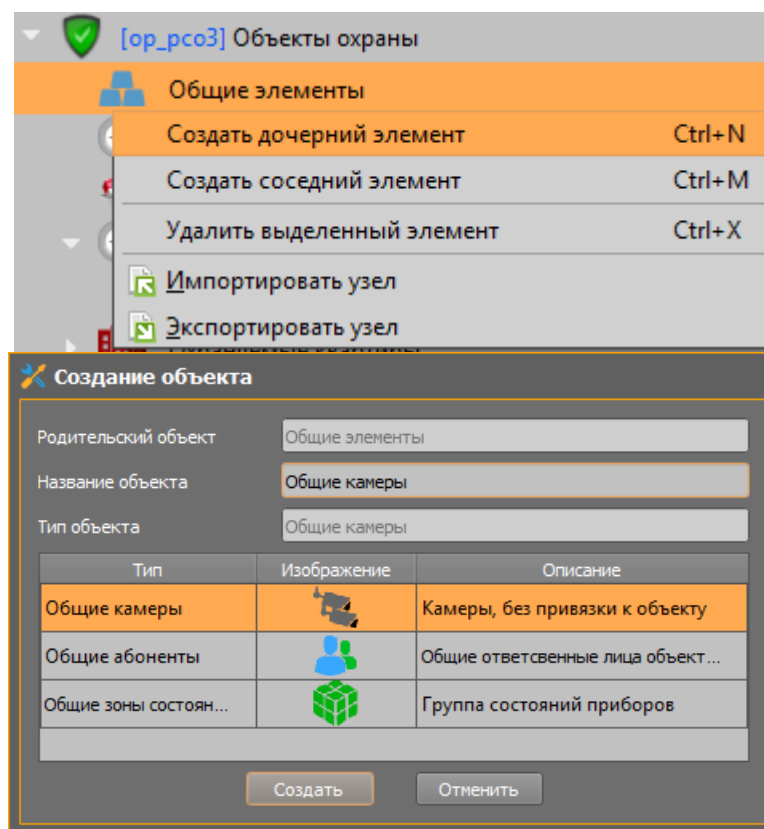 [op_pco3] Объекты охраны
Общие элементы
Создать дочерний элемент Ctrl+N
Создать соседний элемент Ctrl+M
Удалить выделенный элемент Ctrl+X
Импортировать узел
Экспортировать узел
Создание объекта
Родительский объект Общие элементы
Название объекта Общие камеры
Тип объекта Общие камеры
Тип Изображение Описание
Общие камеры Камеры, без привязки к объекту
Общие абоненты Общие ответсвенные лица объект...
Общие зоны состоян... Группа состояний приборов
Создать Отменить